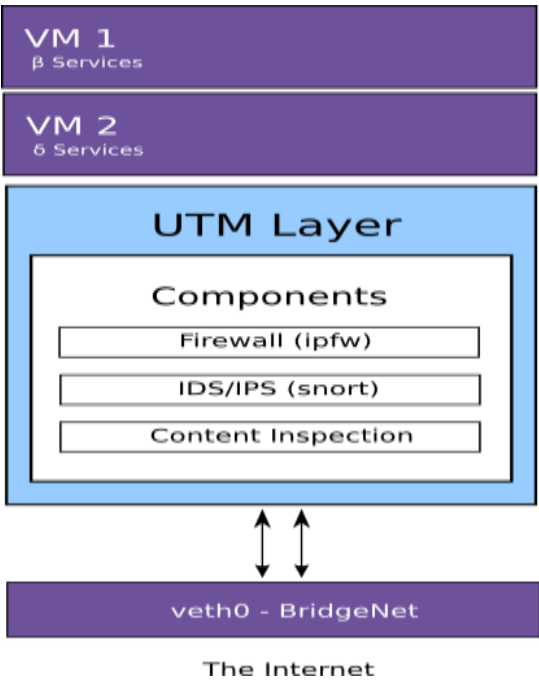 VM 1
β Services
VM 2
δ Services
UTM Layer
Components
Firewall (ipfw)
IDS/IPS (snort)
Content Inspection
veth0 - BridgeNet
The Internet